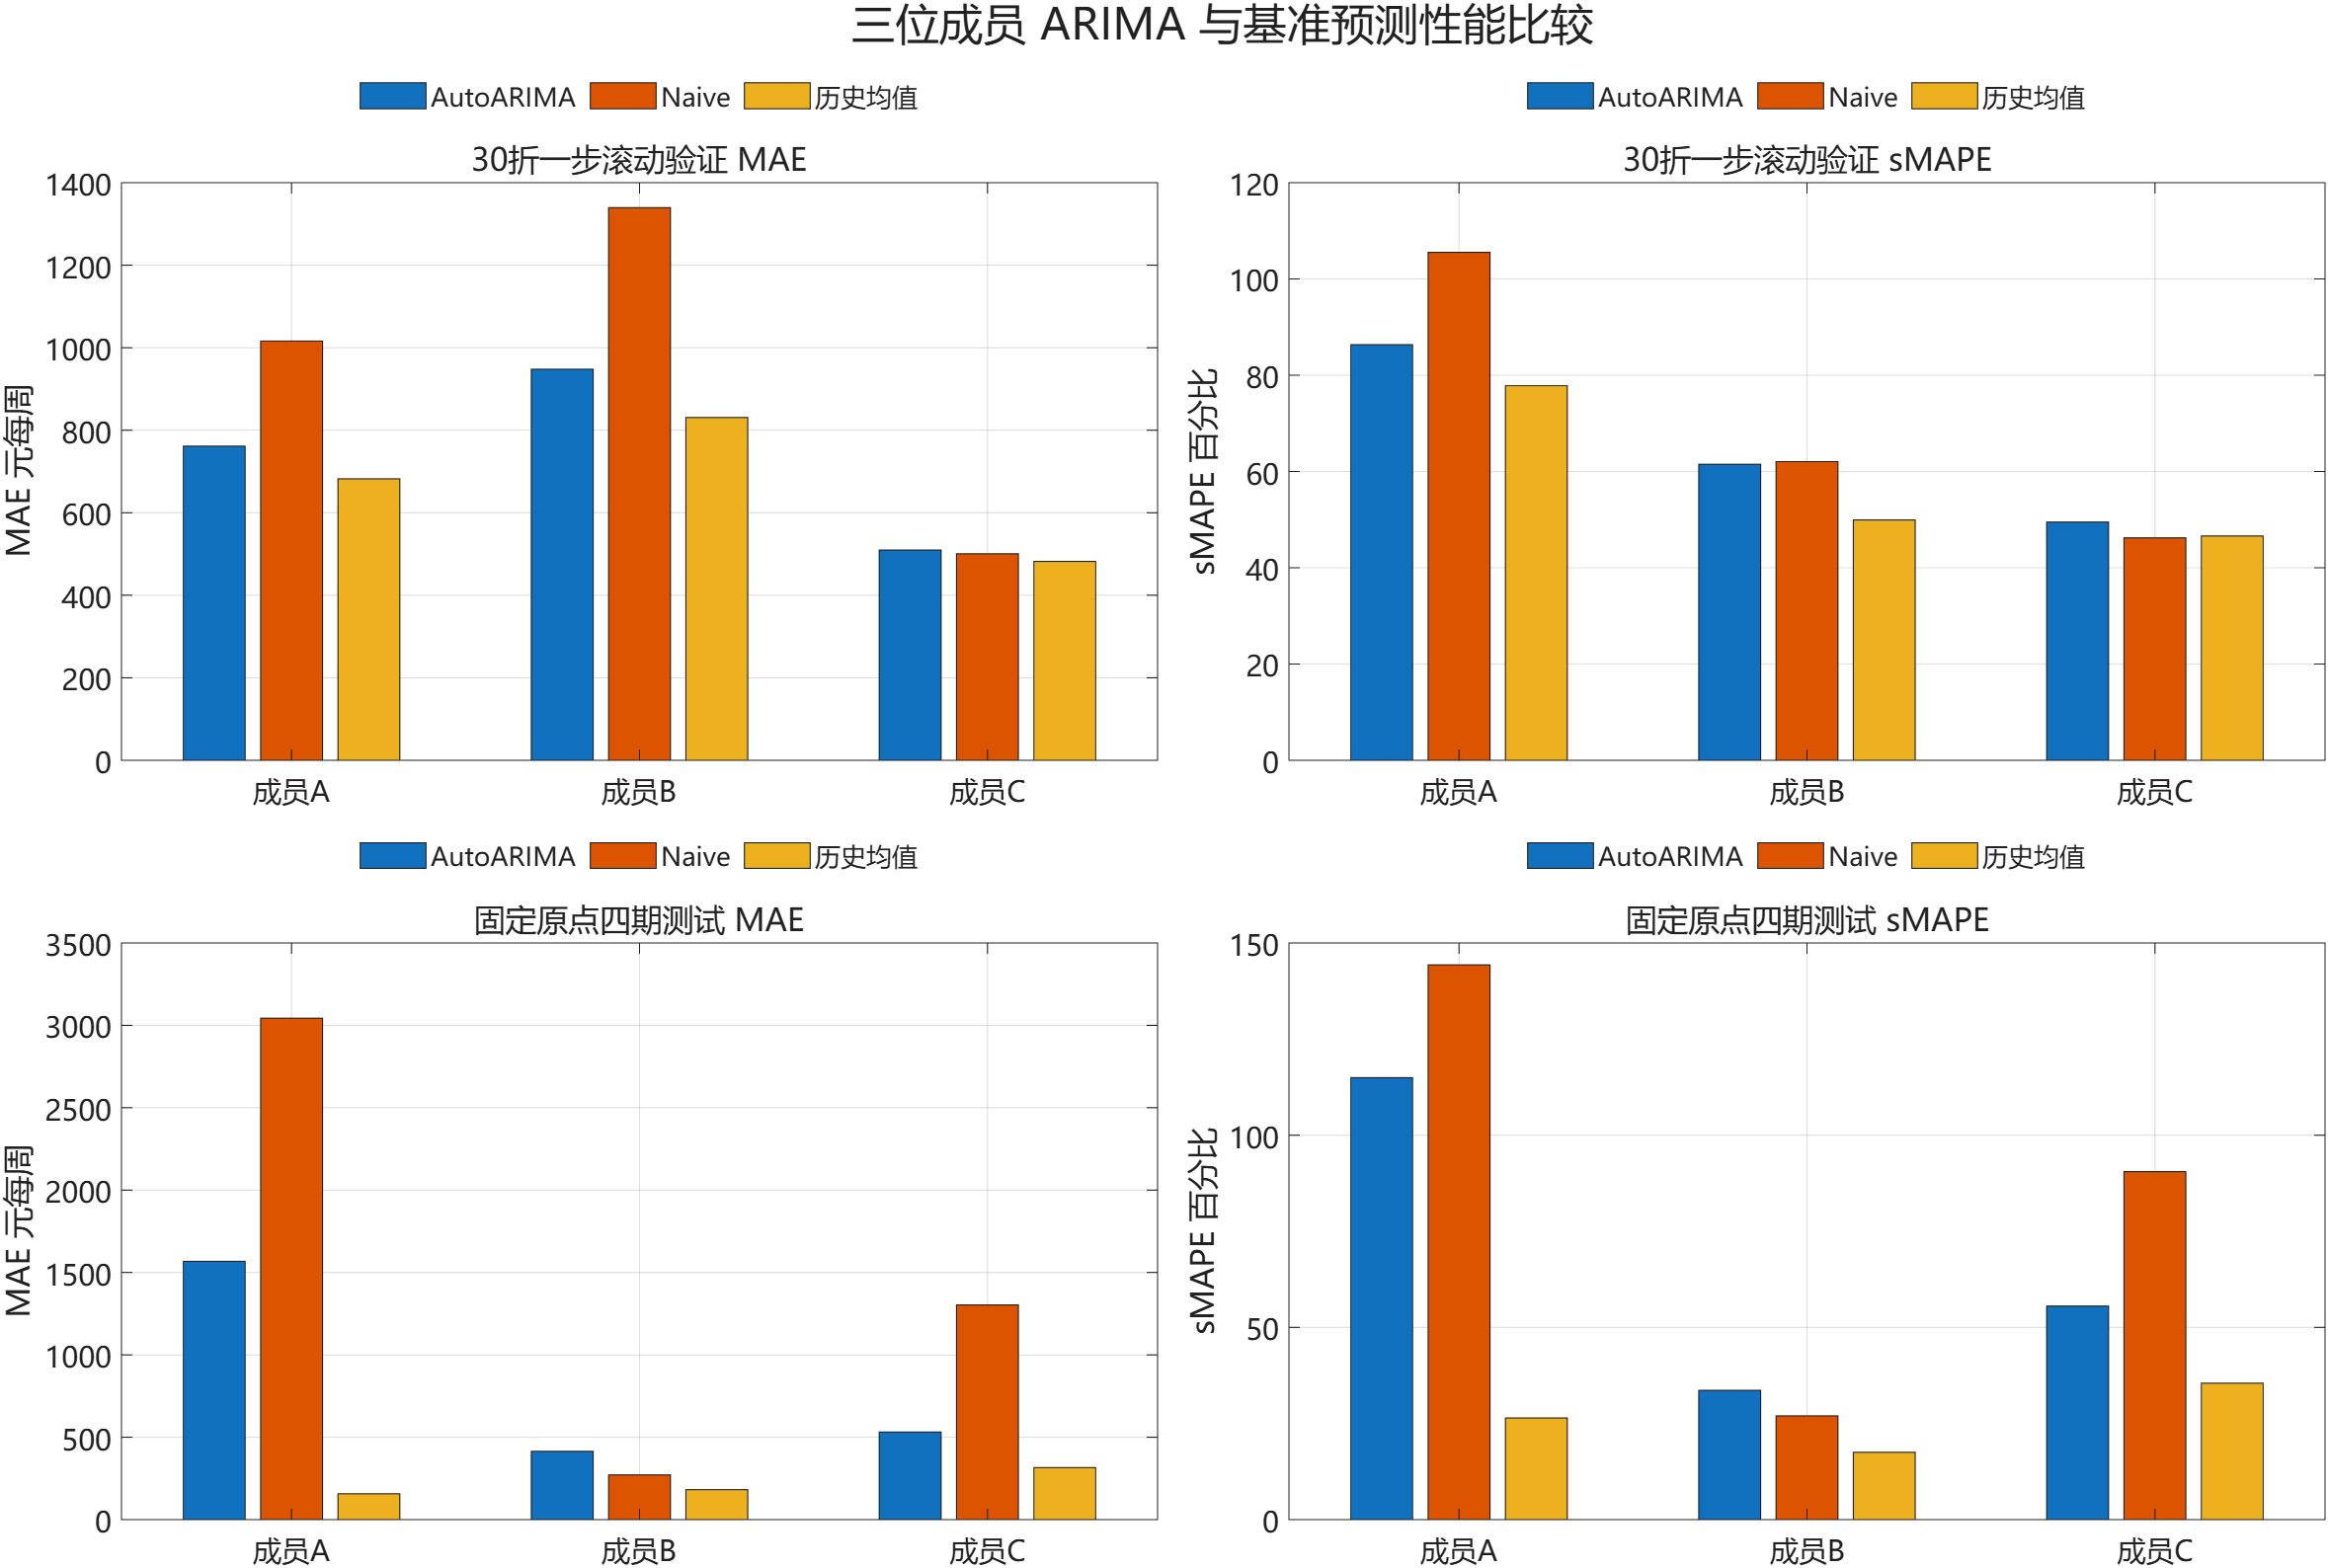 三位成员 ARIMA 与基准预测性能比较
AutoARIMA Naive 历史均值
30折一步滚动验证 MAE
MAE 元每周
1400
1200
1000
800
600
400
200
0
成员A 成员B 成员C
AutoARIMA Naive 历史均值
30折一步滚动验证 sMAPE
sMAPE 百分比
120
100
80
60
40
20
0
成员A 成员B 成员C
AutoARIMA Naive 历史均值
固定原点四期测试 MAE
MAE 元每周
3500
3000
2500
2000
1500
1000
500
0
成员A 成员B 成员C
AutoARIMA Naive 历史均值
固定原点四期测试 sMAPE
sMAPE 百分比
150
100
50
0
成员A 成员B 成员C